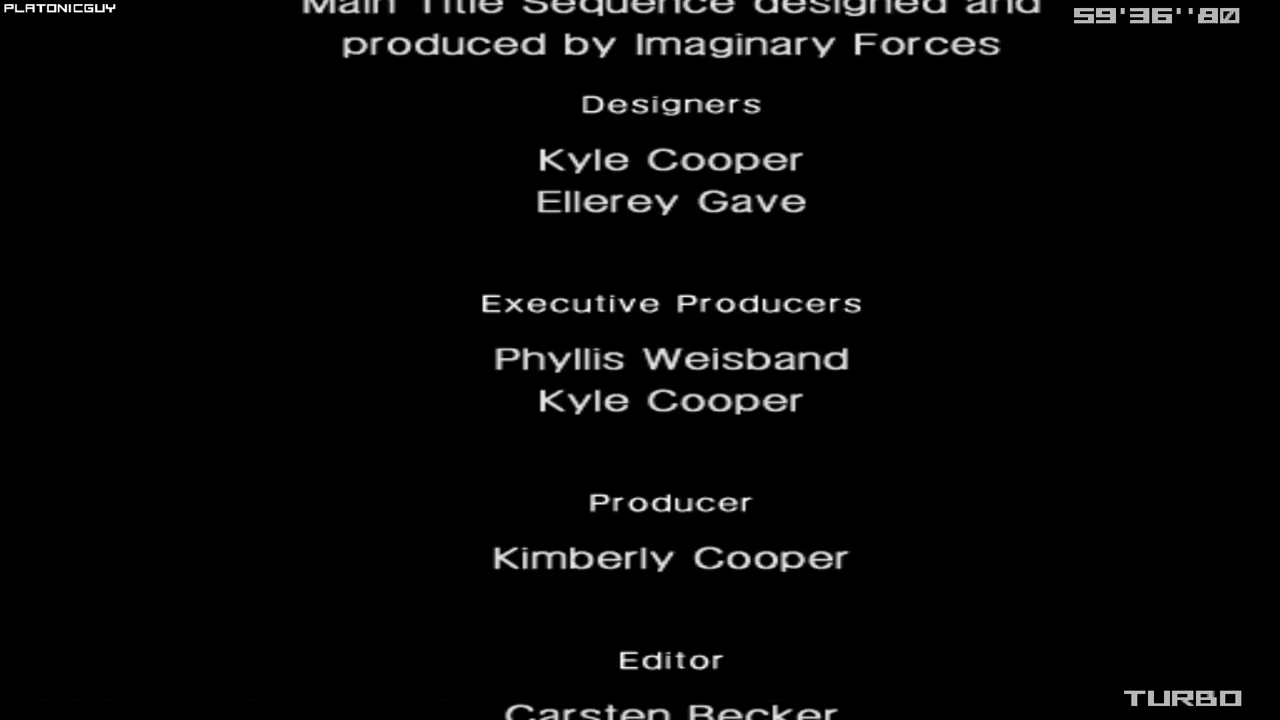 PLATONICGUY
59'36''80
Main Title Sequence designed and
produced by Imaginary Forces
Designers
Kyle Cooper
Ellerey Gave
Executive Producers
Phyllis Weisband
Kyle Cooper
Producer
Kimberly Cooper
Editor
Carsten Becker
TURBO